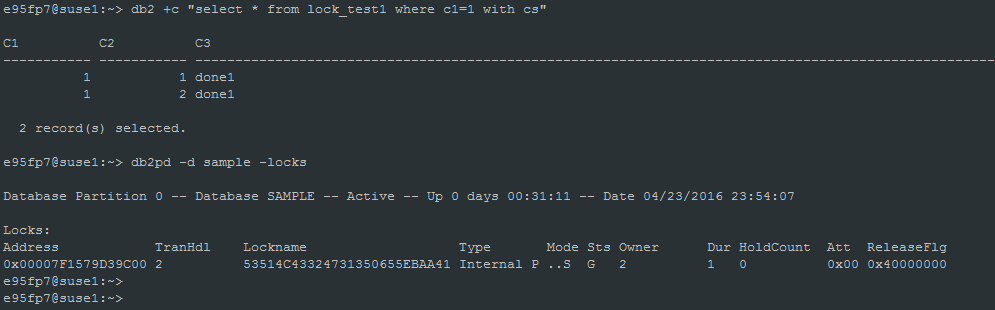 e95fp7@suse1:~> db2 +c "select * from lock_test1 where c1=1 with cs"
C1          C2          C3
----------- ----------- ----------------------------------------------------------------------------------------------------
          1           1 done1
          1           2 done1
  2 record(s) selected.
e95fp7@suse1:~> db2pd -d sample -locks
Database Partition 0 -- Database SAMPLE -- Active -- Up 0 days 00:31:11 -- Date 04/23/2016 23:54:07
Locks:
Address            TranHdl    Lockname                   Type       Mode Sts Owner      Dur HoldCount  Att  ReleaseFlg
0x00007F1579D39C00 2          53514C43324731350655EBAA41 Internal P ..S  G   2          1   0          0x00 0x40000000
e95fp7@suse1:~>
e95fp7@suse1:~>